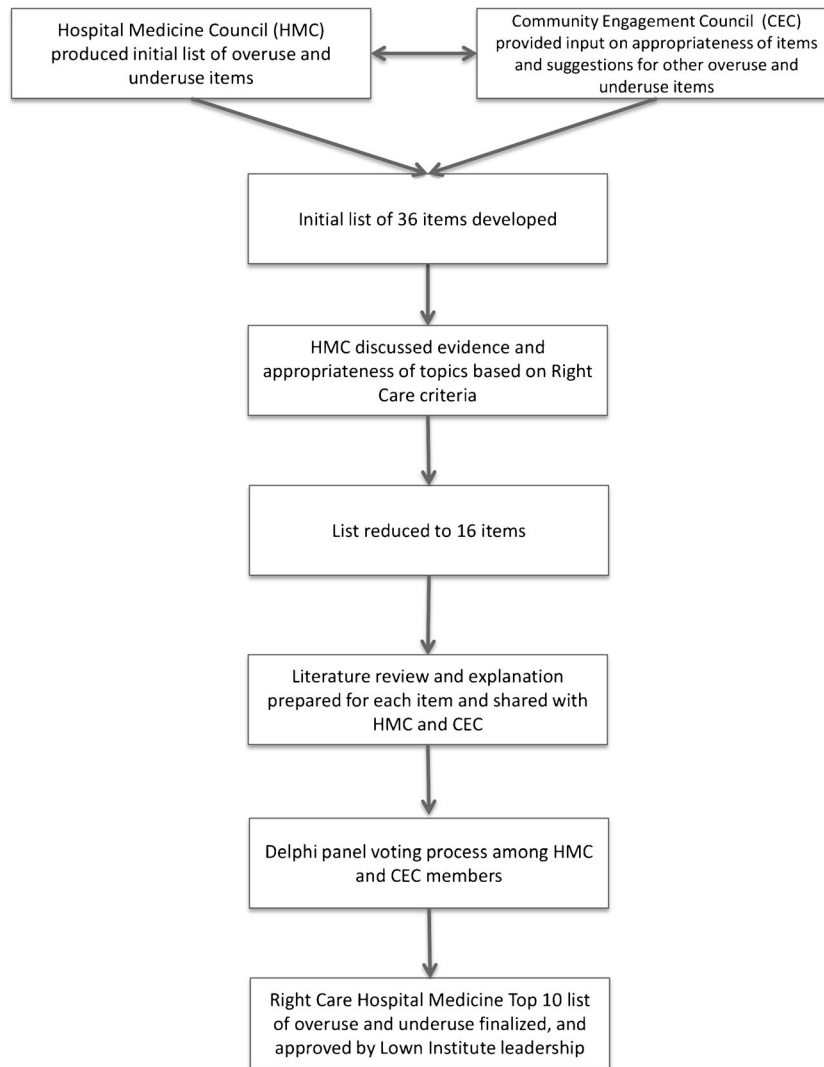 Hospital Medicine Council (HMC)
produced initial list of overuse and
underuse items
Community Engagement Council  (CEC)
provided input on appropriateness of items
and suggestions for other overuse and
underuse items
Initial list of 36 items developed
HMC discussed evidence and
appropriateness of topics based on Right
Care criteria
List reduced to 16 items
Literature review and explanation
prepared for each item and shared with
HMC and CEC
Delphi panel voting process among HMC
and CEC members
Right Care Hospital Medicine Top 10 list
of overuse and underuse finalized, and
approved by Lown Institute leadership